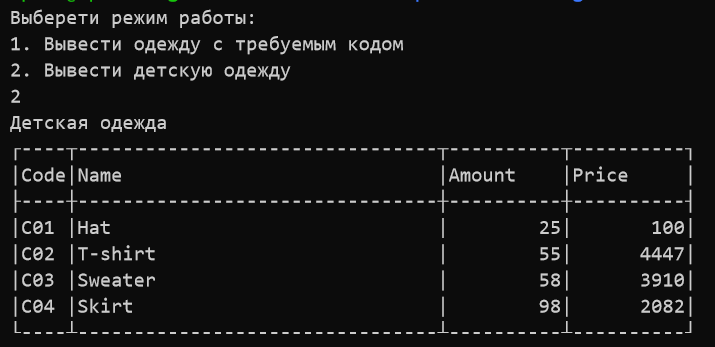 Выберети режим работы:
1. Вывести одежду с требуемым кодом
2. Вывести детскую одежду
2
Детская одежда
Code Name Amount Price
C01 Hat 25 100
C02 T-shirt 55 4447
C03 Sweater 58 3910
C04 Skirt 98 2082